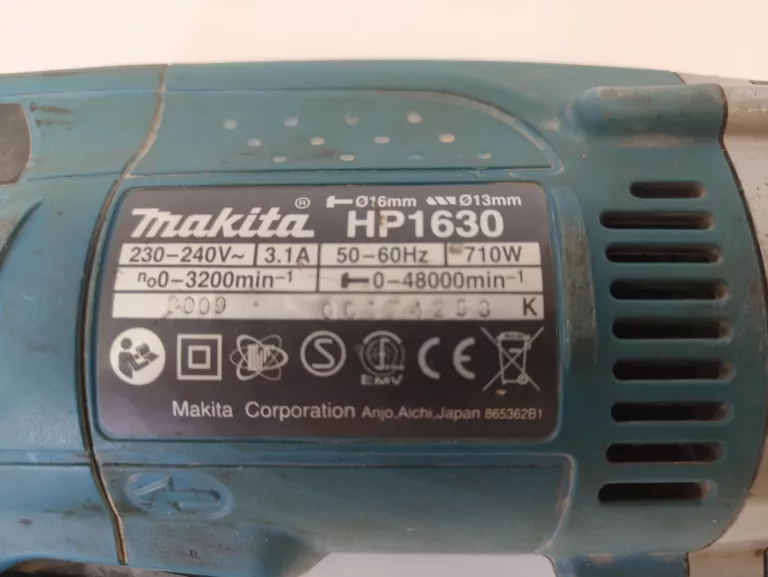 Ø16mm Ø13mm
makita® HP1630
230-240V~ 3.1A 50-60Hz 710W
n₀0-3200min⁻¹ 0-48000min⁻¹
2009 K
S S
EMV CE
Makita Corporation Anjo,Aichi,Japan 865362B1